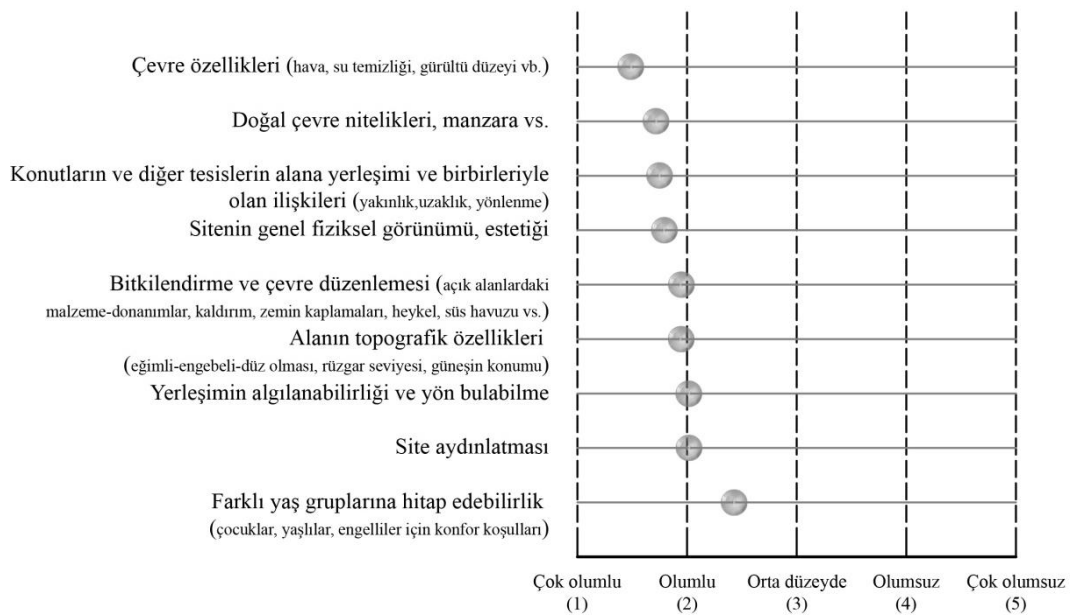 Çevre özellikleri (hava, su temizliği, gürültü düzeyi vb.)
Doğal çevre nitelikleri, manzara vs.
Konutların ve diğer tesislerin alana yerleşimi ve birbirleriyle
olan ilişkileri (yakınlık,uzaklık, yönlenme)
Sitenin genel fiziksel görünümü, estetiği
Bitkilendirme ve çevre düzenlemesi (açık alanlardaki
malzeme-donanımlar, kaldırım, zemin kaplamaları, heykel, süs havuzu vs.)
Alanın topografik özellikleri
(eğimli-engebeli-düz olması, rüzgar seviyesi, güneşin konumu)
Yerleşimin algılanabilirliği ve yön bulabilme
Site aydınlatması
Farklı yaş gruplarına hitap edebilirlik
(çocuklar, yaşlılar, engelliler için konfor koşulları)
Çok olumlu Olumlu Orta düzeyde Olumsuz Çok olumsuz
(1) (2) (3) (4) (5)